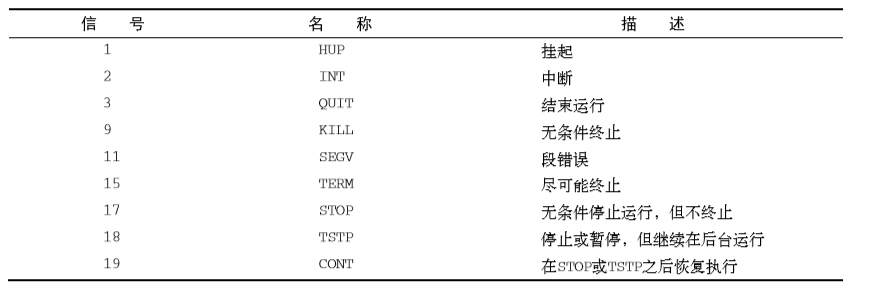 信 号 名 称 描 述
1 HUP 挂起
2 INT 中断
3 QUIT 结束运行
9 KILL 无条件终止
11 SEGV 段错误
15 TERM 尽可能终止
17 STOP 无条件停止运行，但不终止
18 TSTP 停止或暂停，但继续在后台运行
19 CONT 在STOP或TSTP之后恢复执行